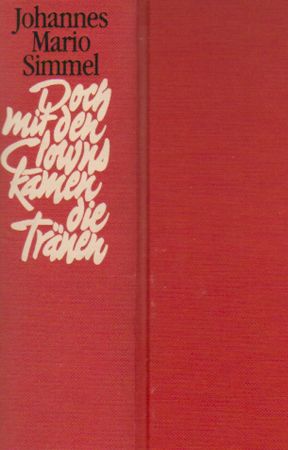 Johannes
Mario
Simmel
Doch
mit den
Clowns
kamen
die
Tränen